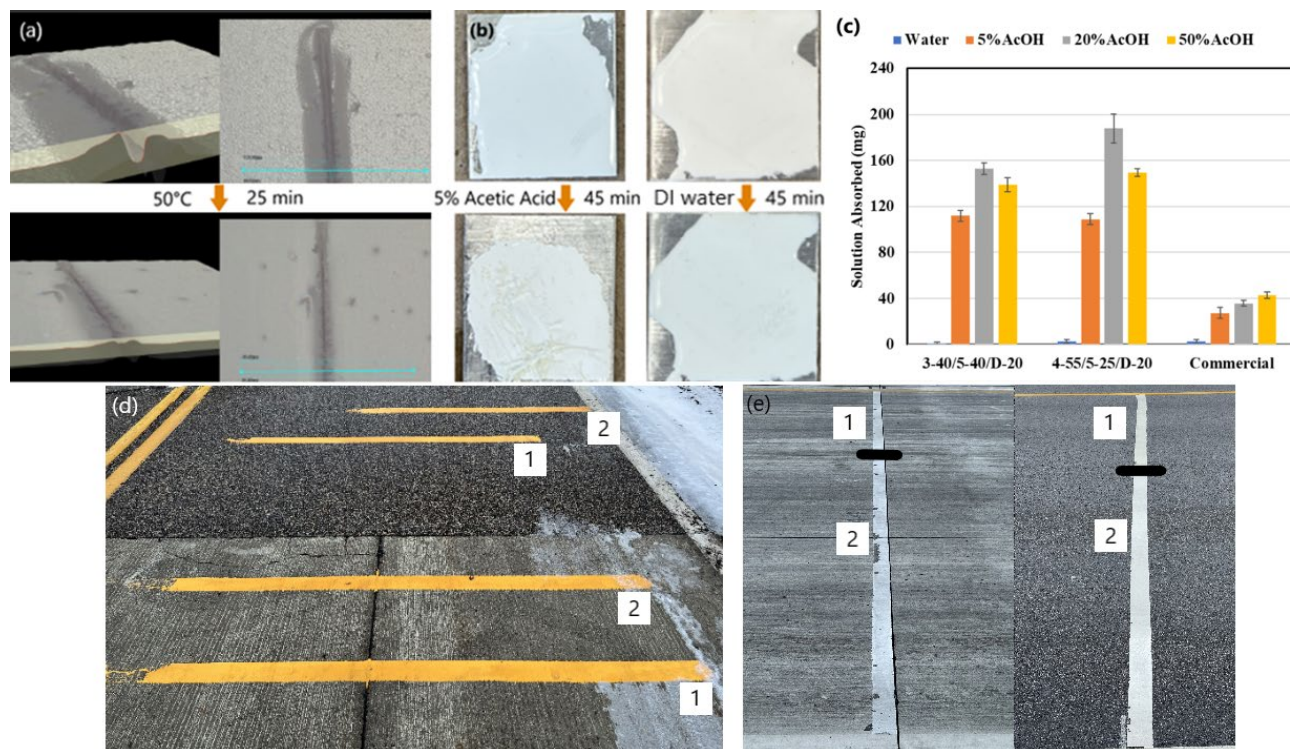 (a)
50°C 25 min
(b)
5% Acetic Acid 45 min
DI water 45 min
(c)
Water 5%AcOH 20%AcOH 50%AcOH
Solution Absorbed (mg)
240
200
160
120
80
40
0
3-40/5-40/D-20 4-55/5-25/D-20 Commercial
(d)
2
1
2
1
(e)
1
2
1
2